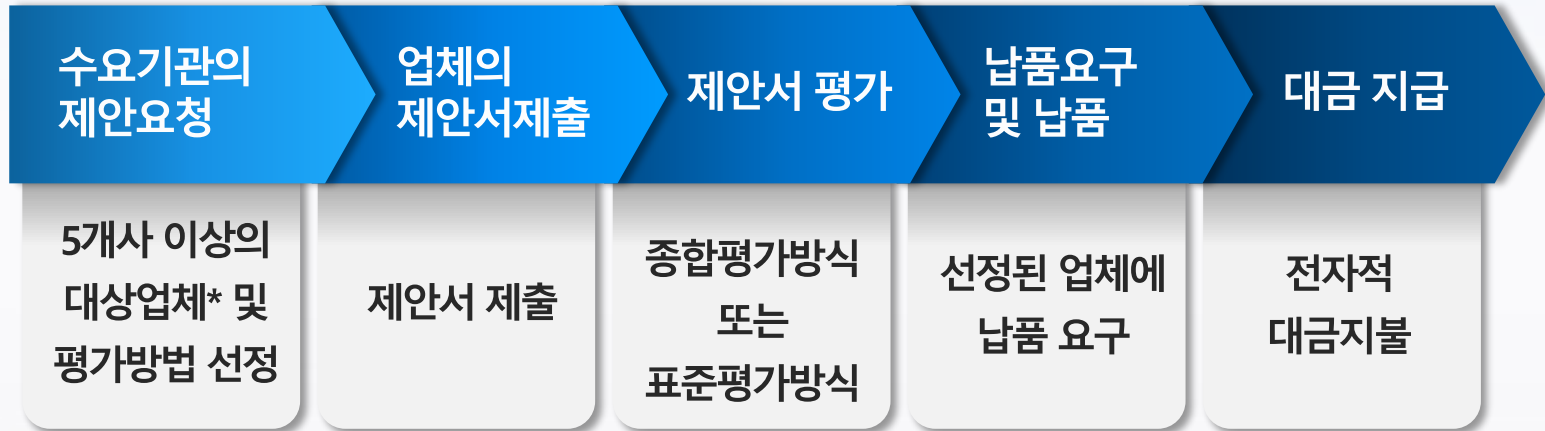 수요기관의
제안요청
업체의
제안서제출
제안서 평가
납품요구
및 납품
대금 지급
5개사 이상의
대상업체* 및
평가방법 선정
제안서 제출
종합평가방식
또는
표준평가방식
선정된 업체에
납품 요구
전자적
대금지불